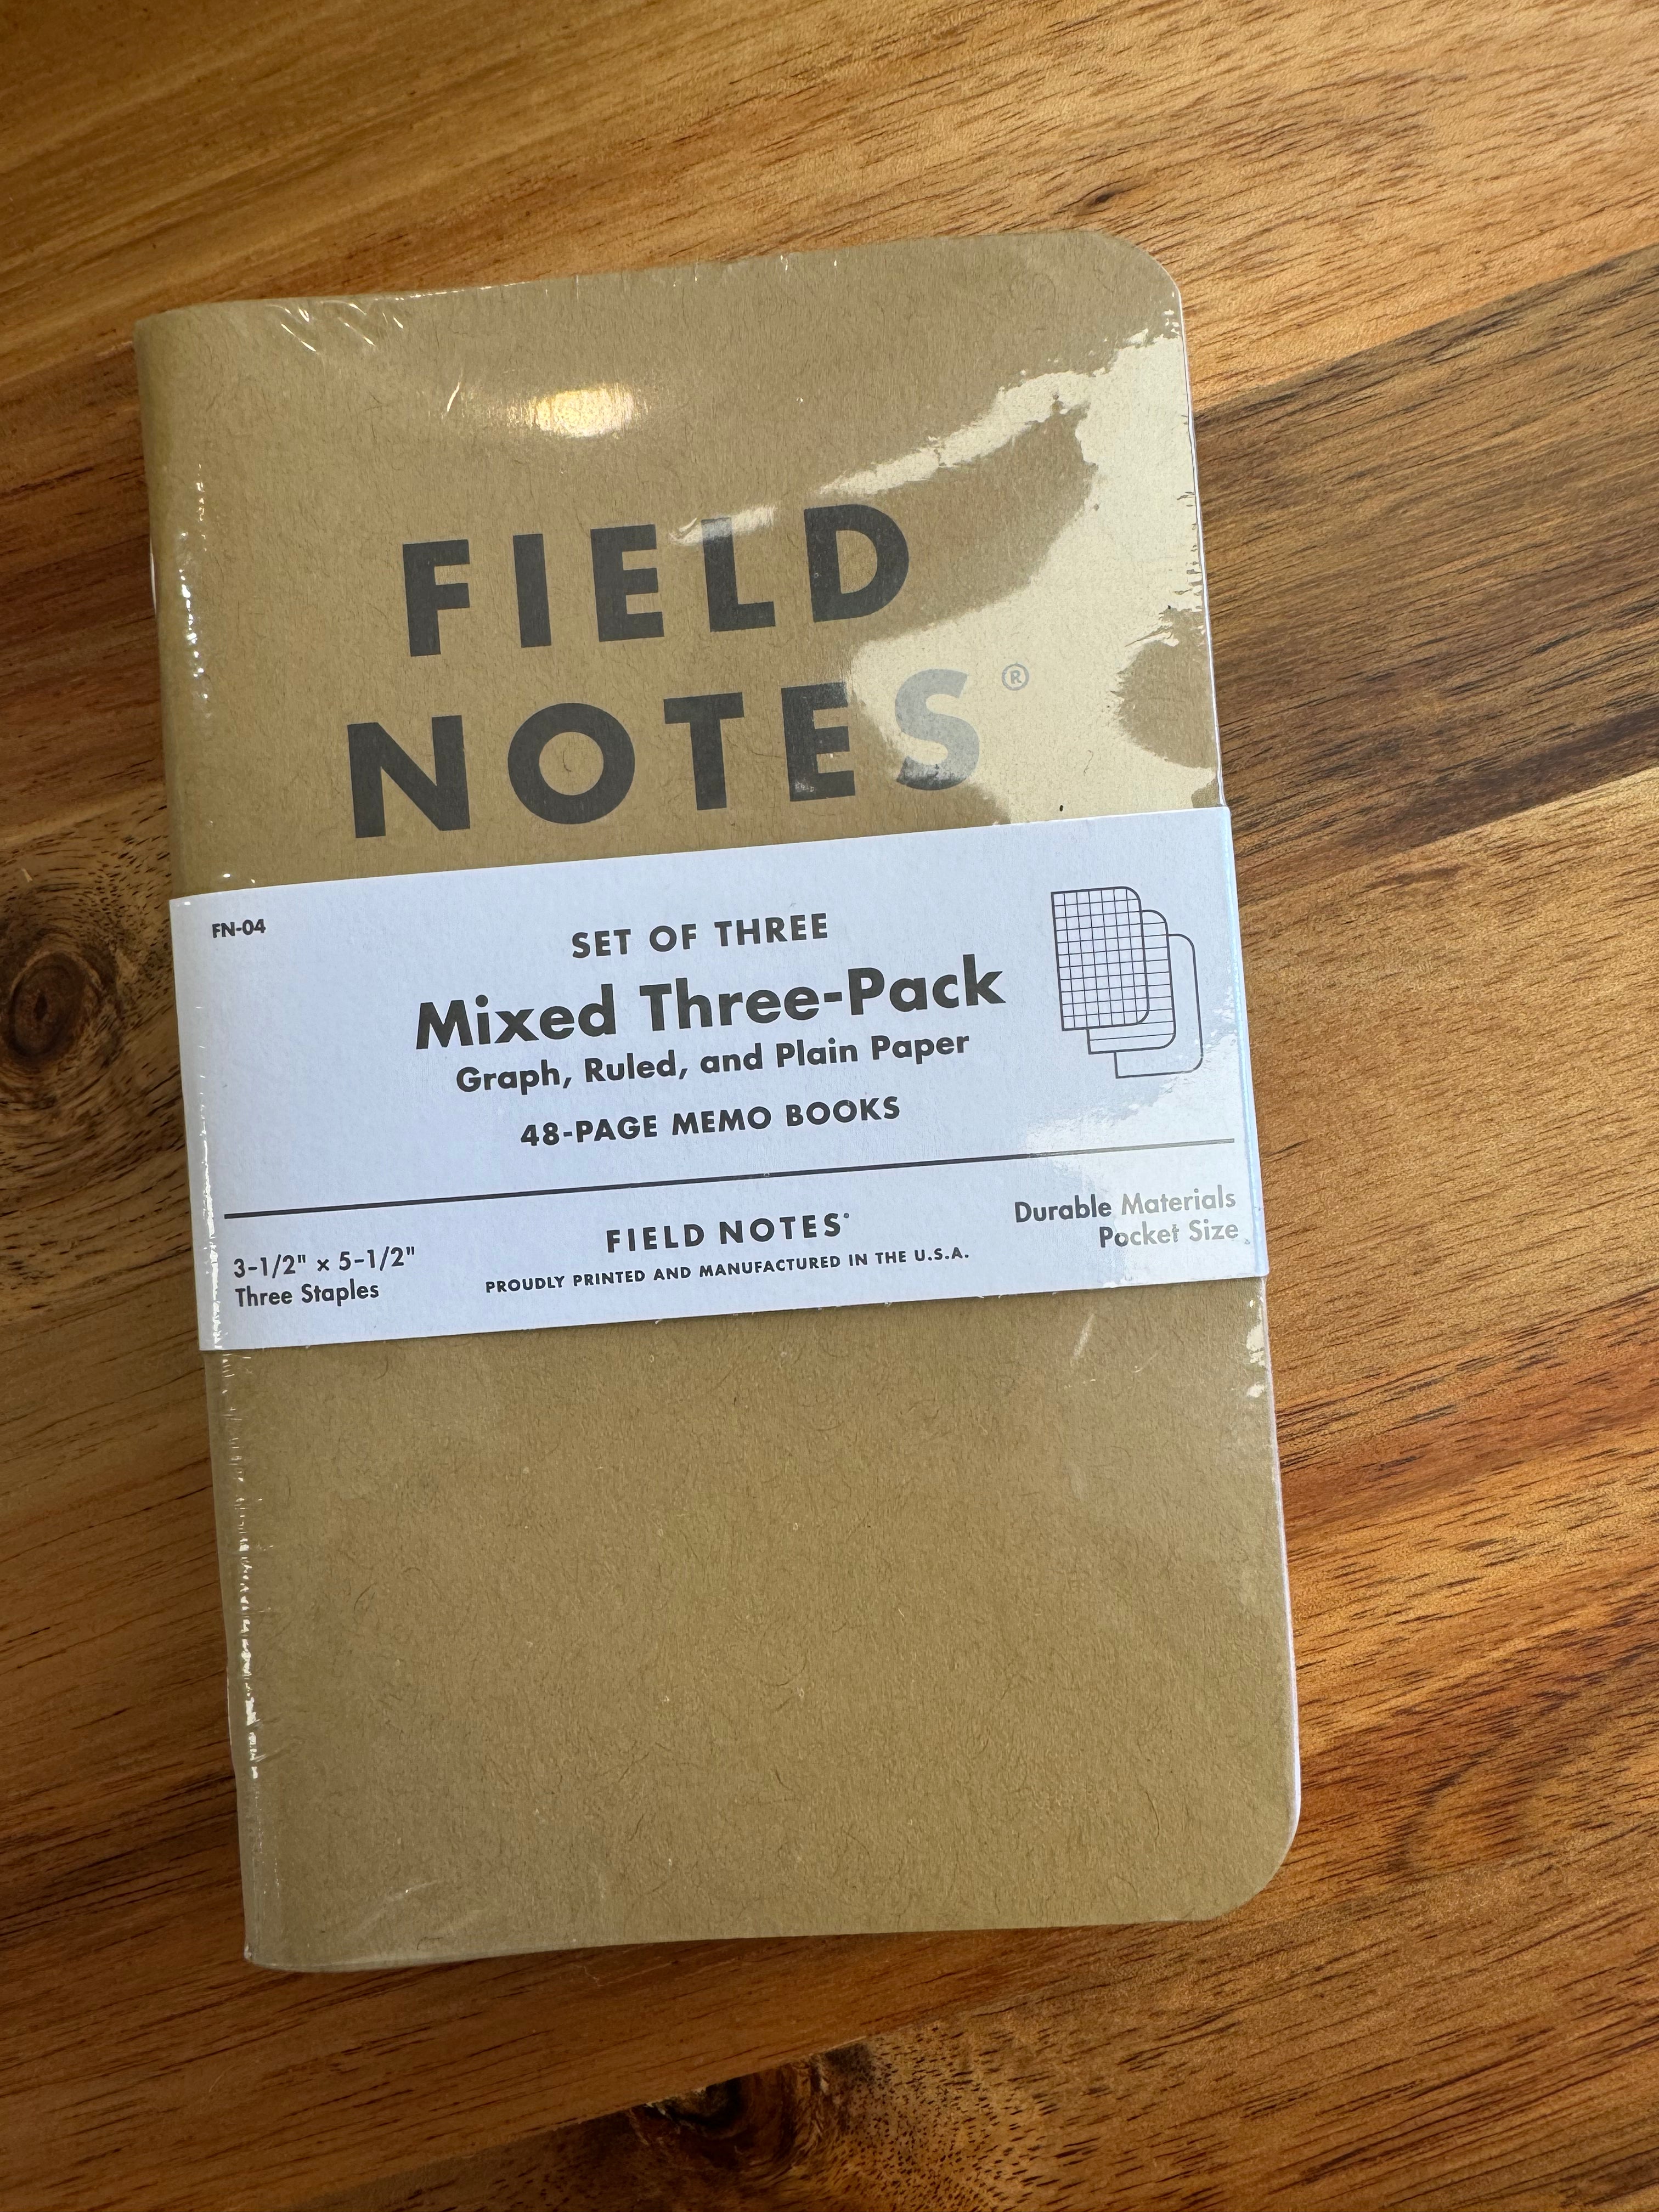 FIELD
NOTES®
FN-04
SET OF THREE
Mixed Three-Pack
Graph, Ruled, and Plain Paper
48-PAGE MEMO BOOKS
3-1/2" × 5-1/2"
Three Staples
FIELD NOTES®
PROUDLY PRINTED AND MANUFACTURED IN THE U.S.A.
Durable Materials
Pocket Size